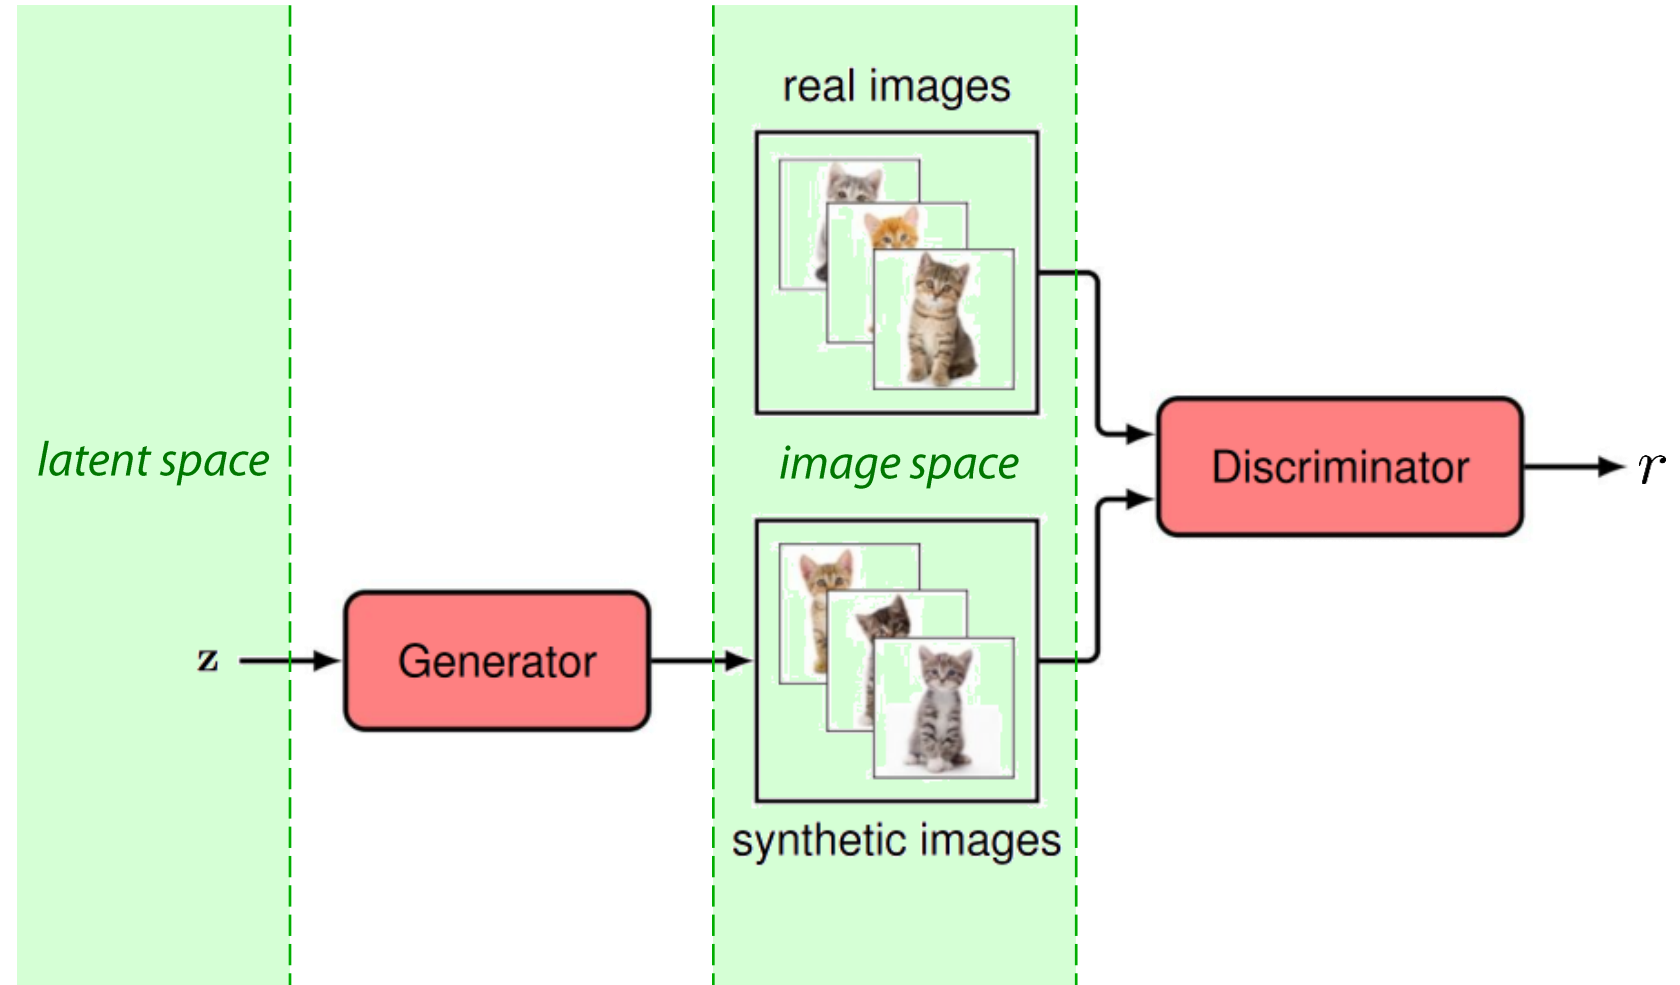 real images
latent space
image space
Discriminator
r
z
Generator
synthetic images